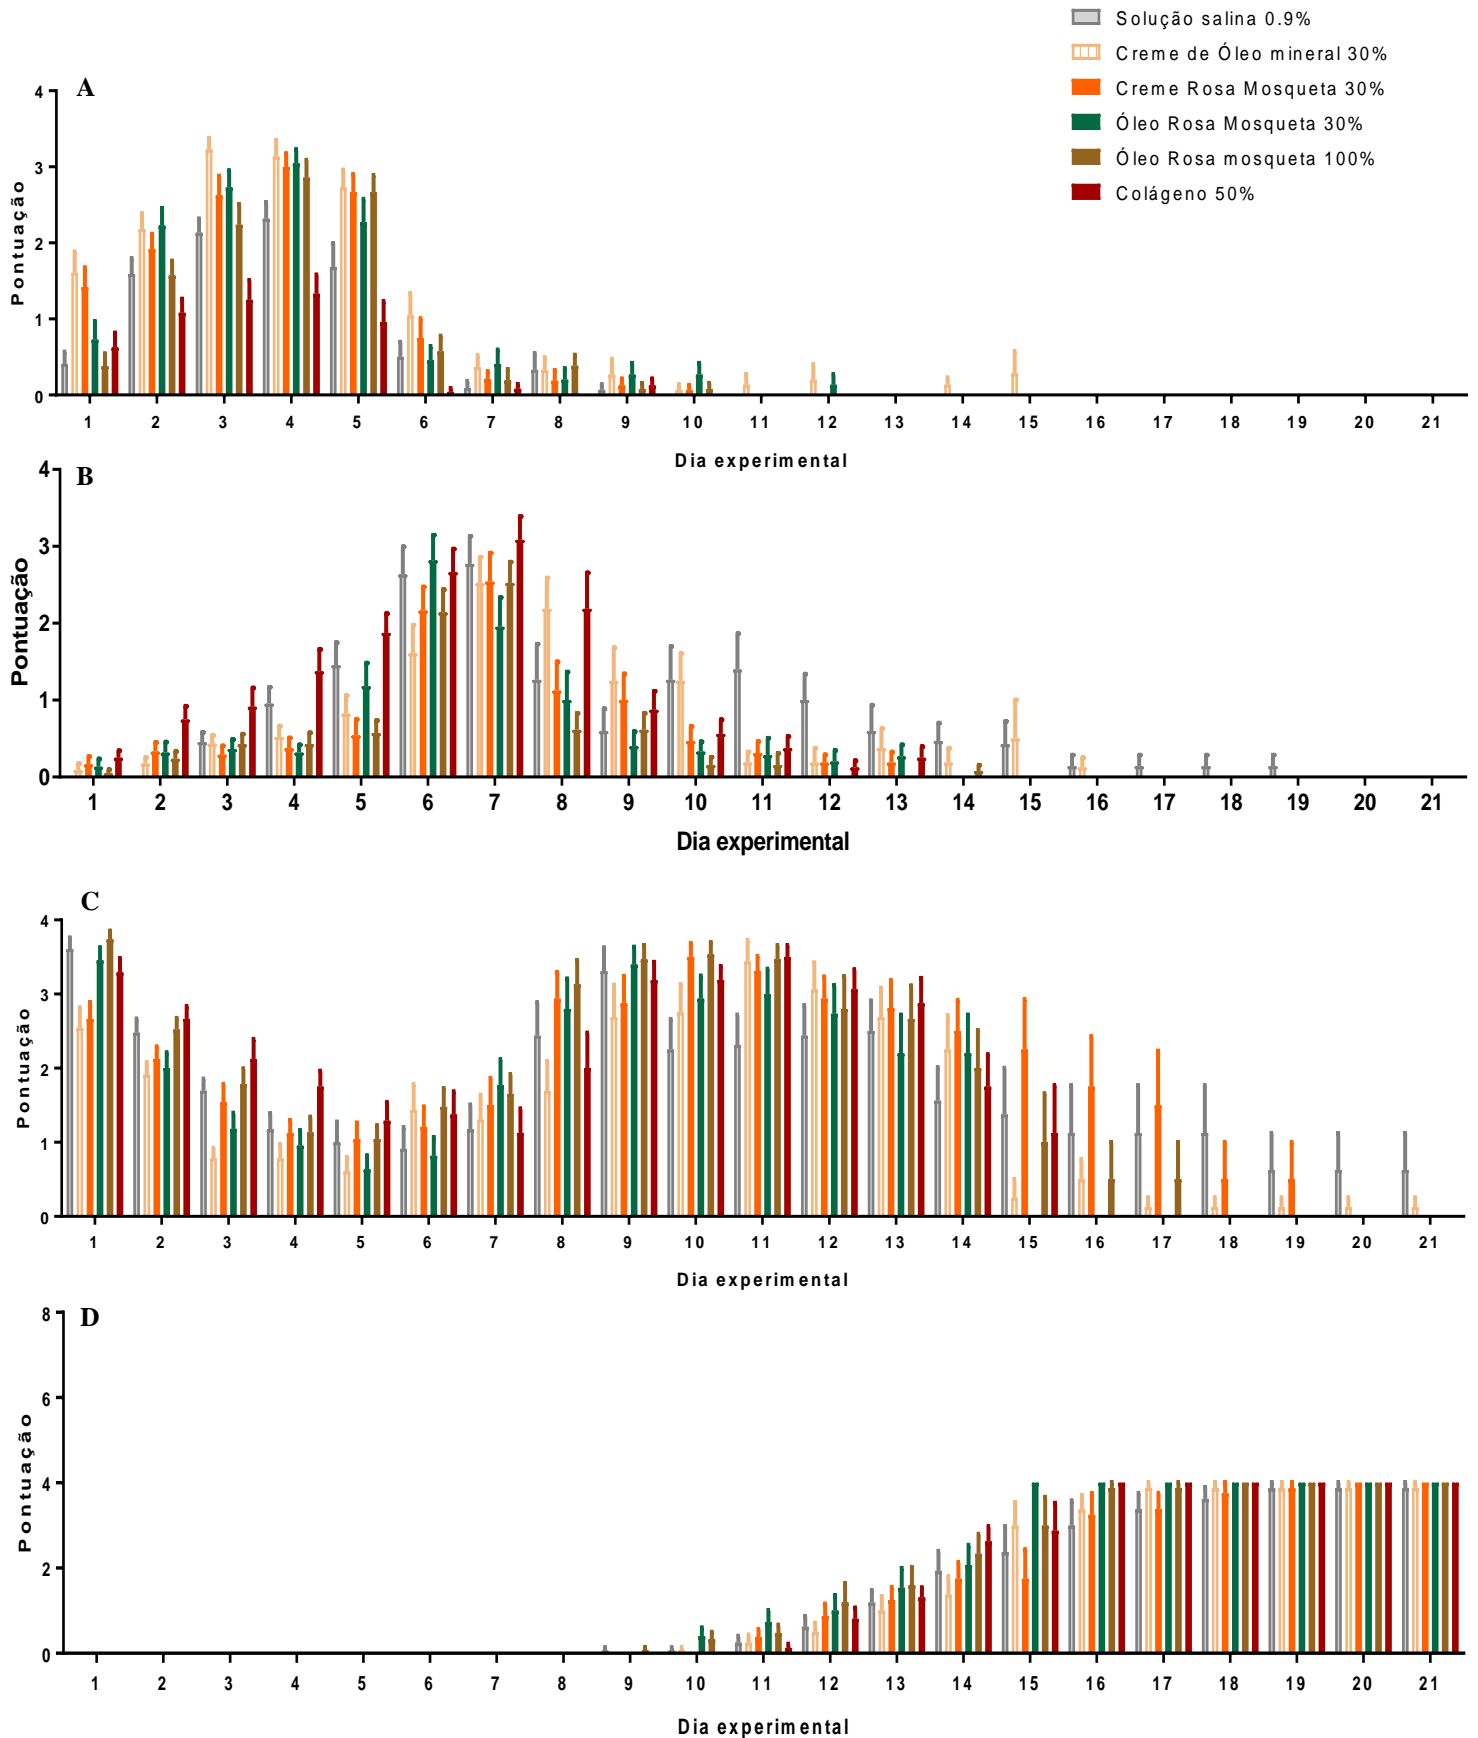 Solução salina 0.9%
Creme de Óleo mineral 30%
Creme Rosa Mosqueta 30%
Óleo Rosa Mosqueta 30%
Óleo Rosa mosqueta 100%
Colágeno 50%
A
Pontuação
4
3
2
1
0
1 2 3 4 5 6 7 8 9 10 11 12 13 14 15 16 17 18 19 20 21
Dia experimental
B
Pontuação
4
3
2
1
0
1 2 3 4 5 6 7 8 9 10 11 12 13 14 15 16 17 18 19 20 21
Dia experimental
C
Pontuação
4
3
2
1
0
1 2 3 4 5 6 7 8 9 10 11 12 13 14 15 16 17 18 19 20 21
Dia experimental
D
Pontuação
8
6
4
2
0
1 2 3 4 5 6 7 8 9 10 11 12 13 14 15 16 17 18 19 20 21
Dia experimental